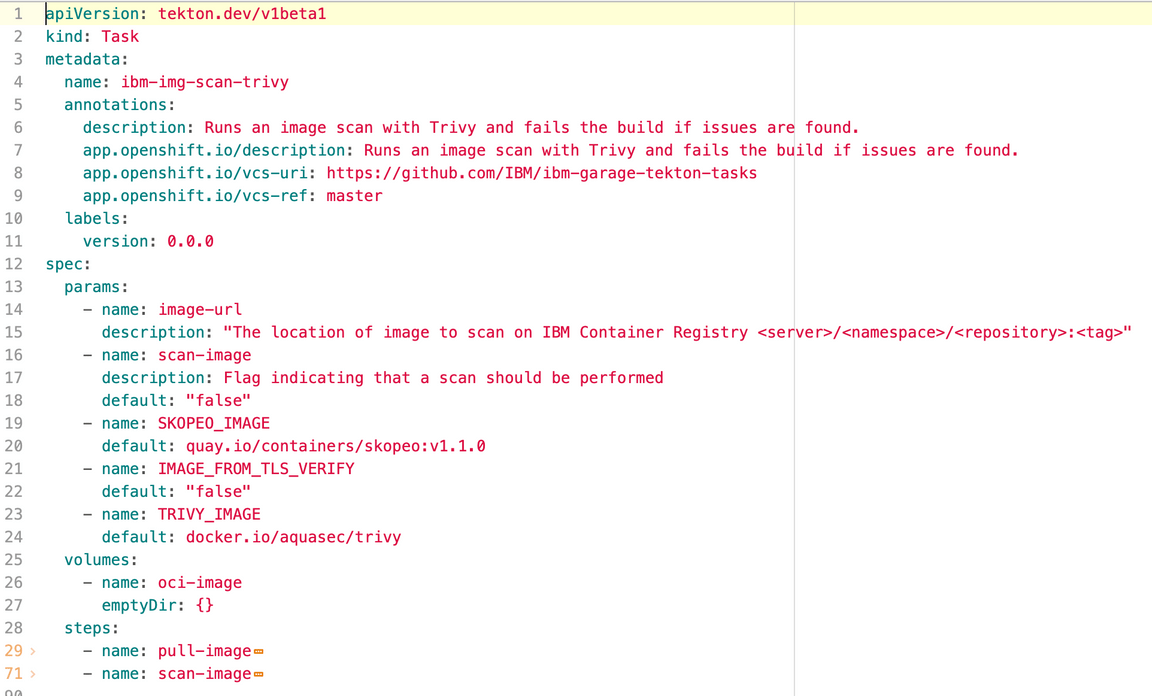 1 apiVersion: tekton.dev/v1beta1
2 kind: Task
3 metadata:
4   name: ibm-img-scan-trivy
5   annotations:
6     description: Runs an image scan with Trivy and fails the build if issues are found.
7     app.openshift.io/description: Runs an image scan with Trivy and fails the build if issues are found.
8     app.openshift.io/vcs-uri: https://github.com/IBM/ibm-garage-tekton-tasks
9     app.openshift.io/vcs-ref: master
10   labels:
11     version: 0.0.0
12 spec:
13   params:
14     - name: image-url
15       description: "The location of image to scan on IBM Container Registry <server>/<namespace>/<repository>:<tag>"
16     - name: scan-image
17       description: Flag indicating that a scan should be performed
18       default: "false"
19     - name: SKOPEO_IMAGE
20       default: quay.io/containers/skopeo:v1.1.0
21     - name: IMAGE_FROM_TLS_VERIFY
22       default: "false"
23     - name: TRIVY_IMAGE
24       default: docker.io/aquasec/trivy
25   volumes:
26     - name: oci-image
27       emptyDir: {}
28   steps:
29 >     - name: pull-image
71 >     - name: scan-image